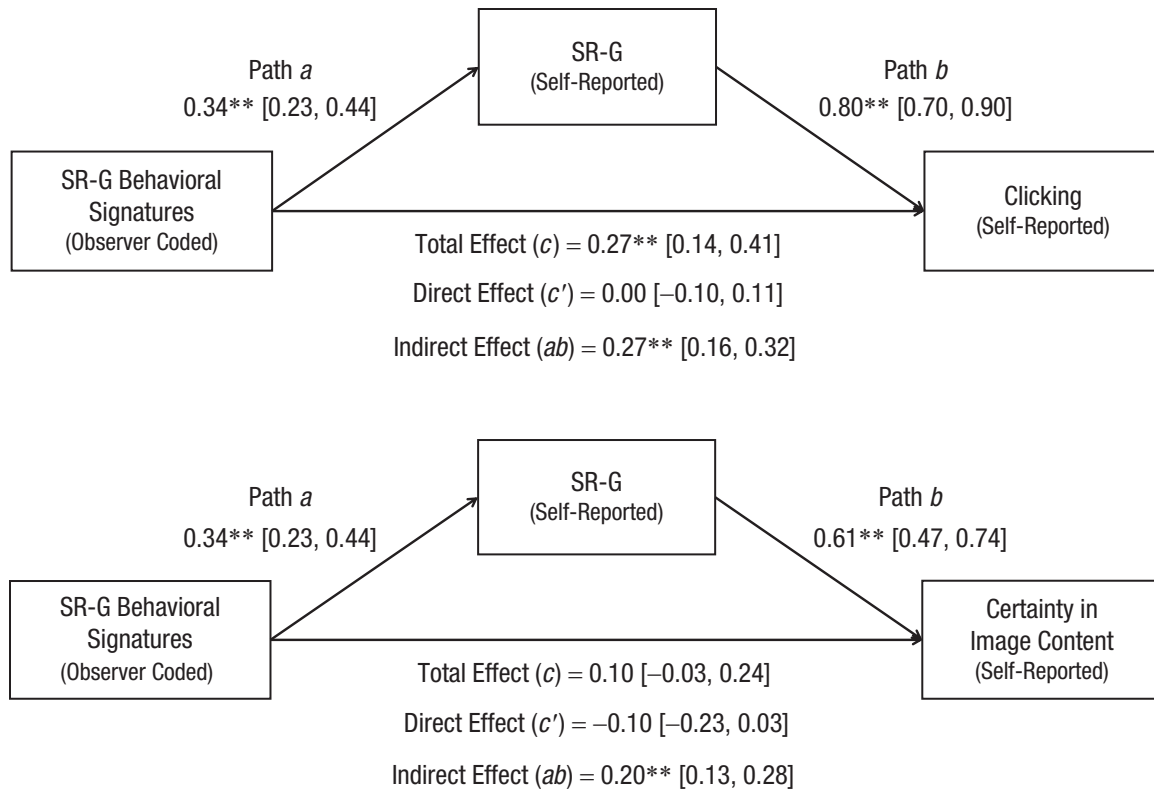 SR-G
(Self-Reported)
Path a
0.34** [0.23, 0.44]
Path b
0.80** [0.70, 0.90]
SR-G Behavioral
Signatures
(Observer Coded)
Clicking
(Self-Reported)
Total Effect (c) = 0.27** [0.14, 0.41]
Direct Effect (c′) = 0.00 [−0.10, 0.11]
Indirect Effect (ab) = 0.27** [0.16, 0.32]
SR-G
(Self-Reported)
Path a
0.34** [0.23, 0.44]
Path b
0.61** [0.47, 0.74]
SR-G Behavioral
Signatures
(Observer Coded)
Certainty in
Image Content
(Self-Reported)
Total Effect (c) = 0.10 [−0.03, 0.24]
Direct Effect (c′) = −0.10 [−0.23, 0.03]
Indirect Effect (ab) = 0.20** [0.13, 0.28]